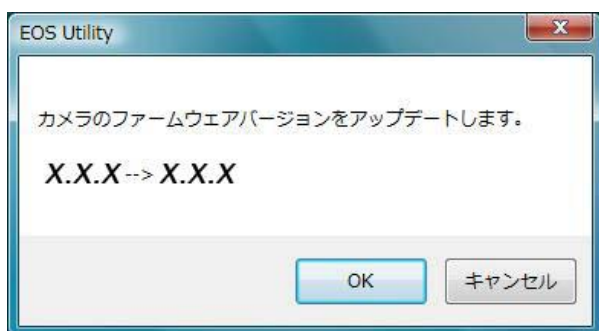 EOS Utility
カメラのファームウェアバージョンをアップデートします。
X.X.X --> X.X.X
OK
キャンセル